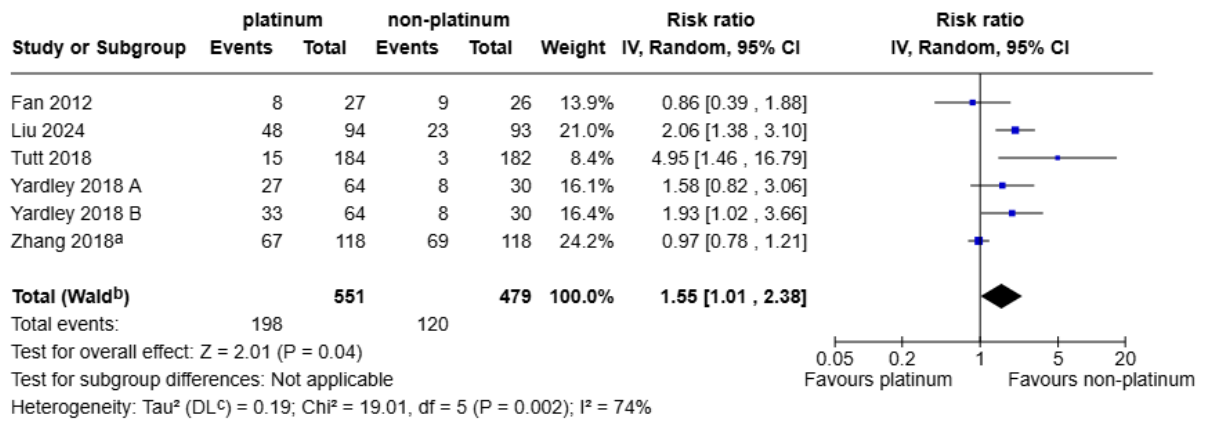 platinum non-platinum Risk ratio Risk ratio
Study or Subgroup Events Total Events Total Weight IV, Random, 95% CI IV, Random, 95% CI
Fan 2012 8 27 9 26 13.9% 0.86 [0.39 , 1.88]
Liu 2024 48 94 23 93 21.0% 2.06 [1.38 , 3.10]
Tutt 2018 15 184 3 182 8.4% 4.95 [1.46 , 16.79]
Yardley 2018 A 27 64 8 30 16.1% 1.58 [0.82 , 3.06]
Yardley 2018 B 33 64 8 30 16.4% 1.93 [1.02 , 3.66]
Zhang 2018ª 67 118 69 118 24.2% 0.97 [0.78 , 1.21]
Total (Waldᵇ) 551 479 100.0% 1.55 [1.01 , 2.38]
Total events: 198 120
Test for overall effect: Z = 2.01 (P = 0.04)
0.05 0.2 1 5 20
Test for subgroup differences: Not applicable
Favours platinum Favours non-platinum
Heterogeneity: Tau² (DLᶜ) = 0.19; Chi² = 19.01, df = 5 (P = 0.002); I² = 74%